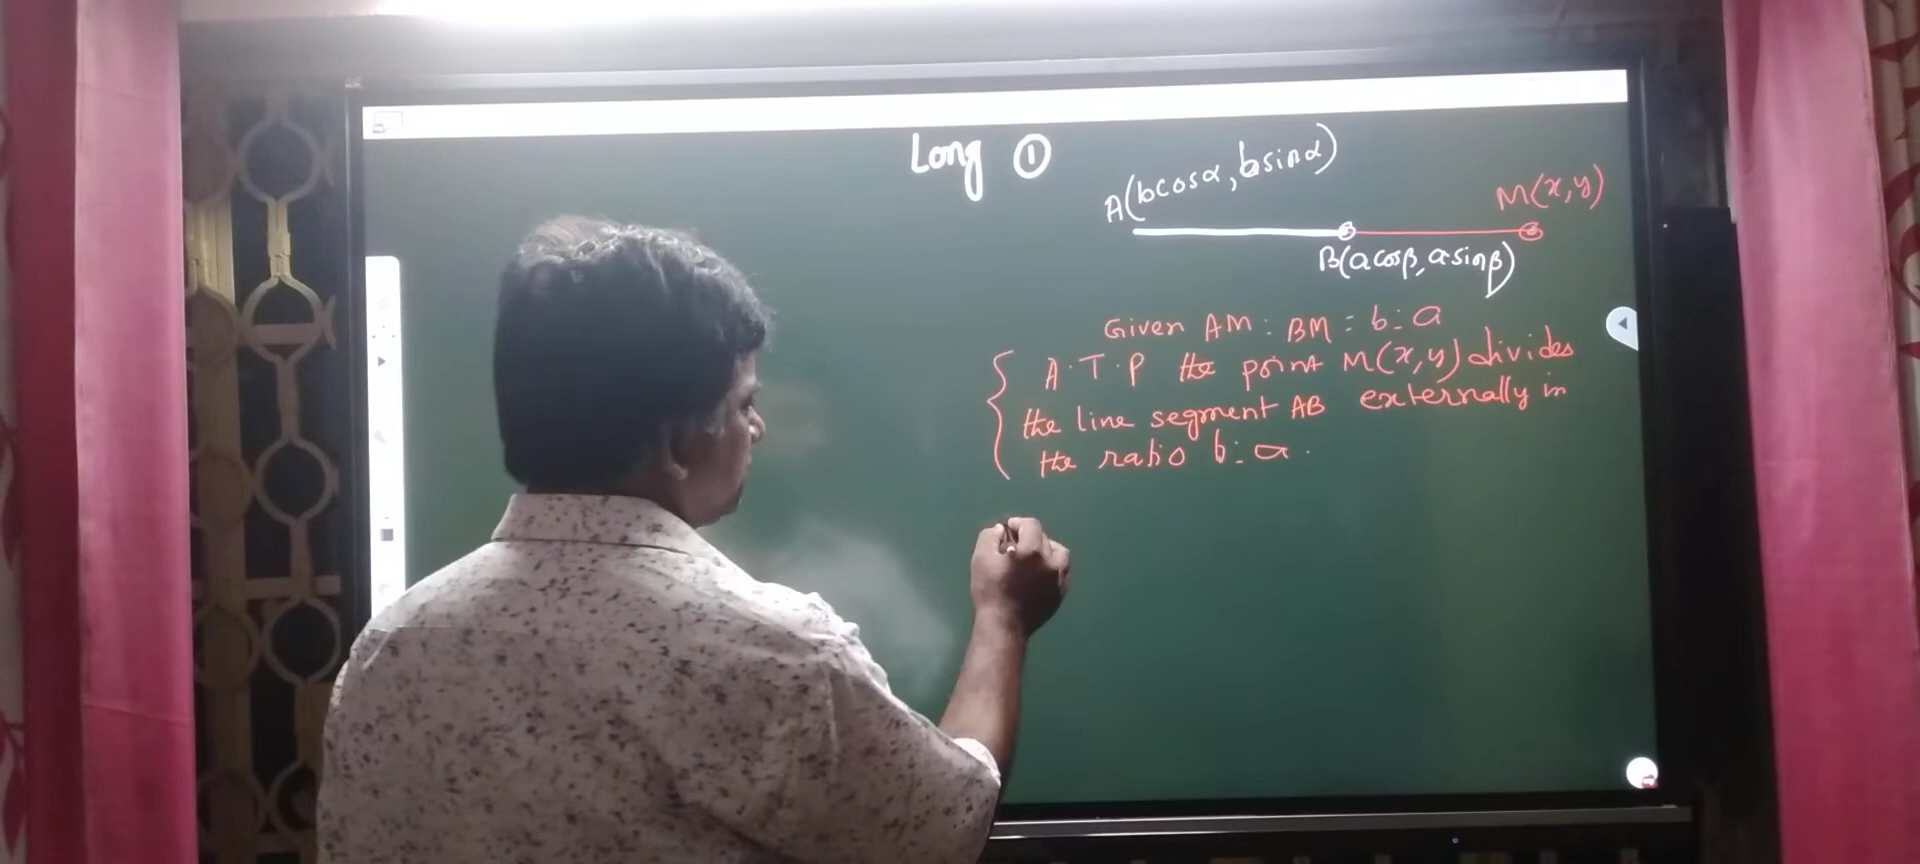 Long ①
A(bcosα, bsinα)
M(x,y)
B(acosβ, asinβ)
Given AM : BM = b : a
A.T.P the point M(x,y) divides
the line segment AB externally in
the ratio b : a .